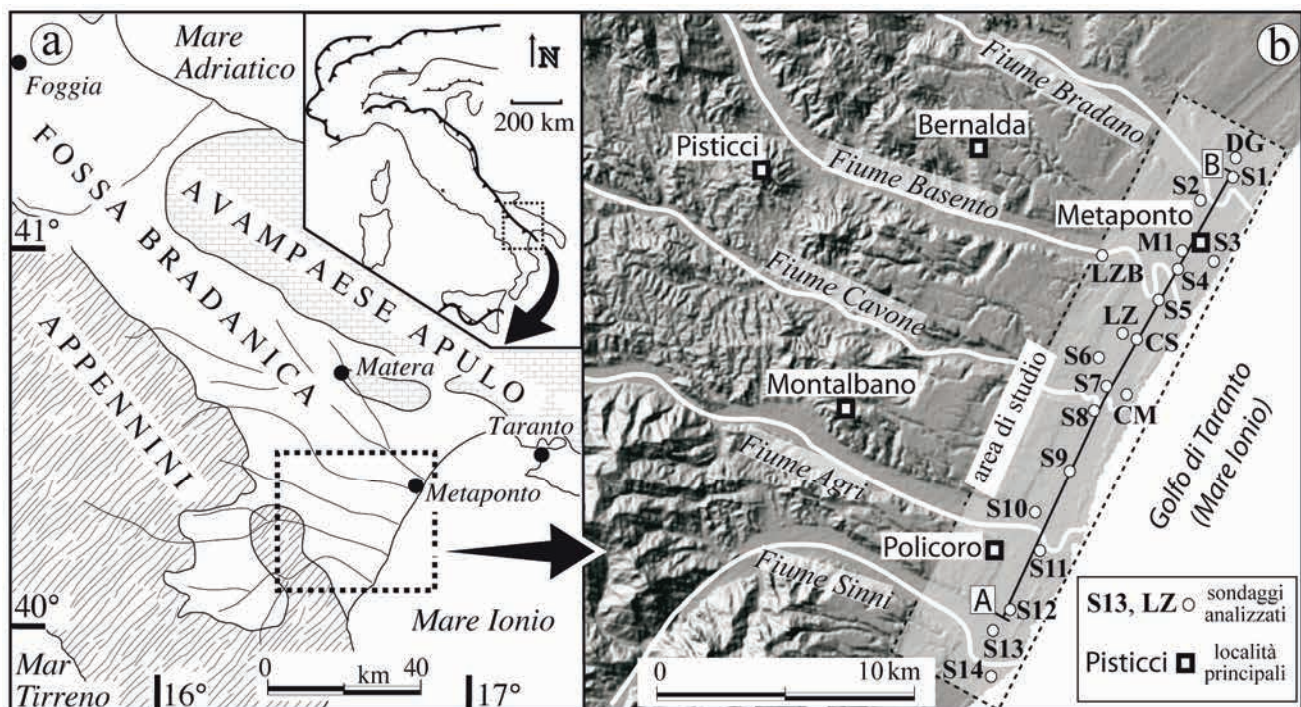 a
Mare
Adriatico
Foggia
N
200 km
FOSSA BRADANICA
AVAMPAESE APULO
APPENNINI
41°
Matera
Taranto
Metaponto
40°
Mare Ionio
Mar
Tirreno
16°
0 40
km
17°
b
Fiume Bradano
Bernalda
Pisticci
Fiume Basento
DG
B
S1
S2
Metaponto
M1
S3
LZB
S4
S5
Fiume Cavone
LZ
CS
S6
S7
CM
S8
Montalbano
area di studio
Golfo di Taranto
(Mare Ionio)
S9
Fiume Agri
S10
Policoro
S11
Fiume Sinni
A
S12
S13
S14
0 10 km
S13, LZ sondaggi
analizzati
Pisticci località
principali